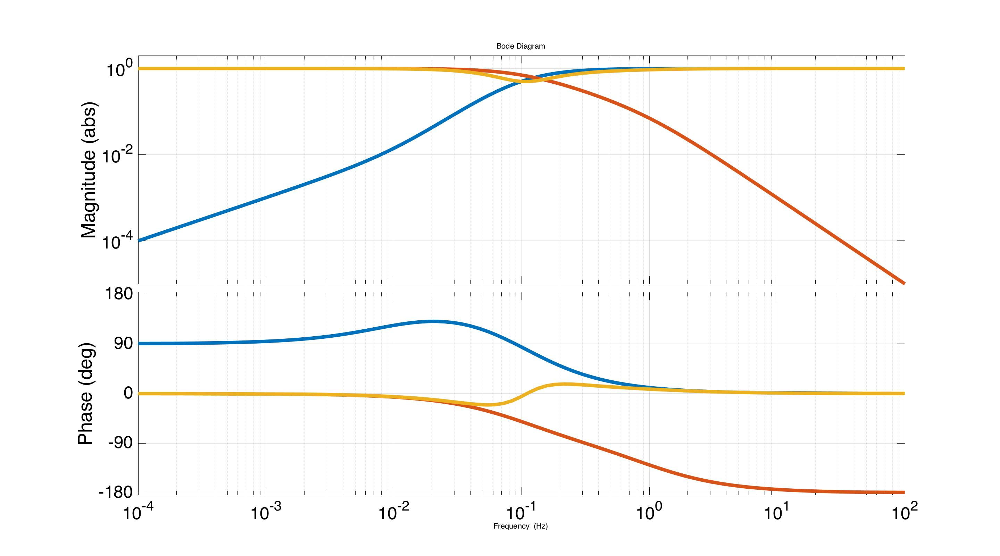 Bode Diagram
Magnitude (abs)
10^0
10^-2
10^-4
Phase (deg)
180
90
0
-90
-180
10^-4 10^-3 10^-2 10^-1 10^0 10^1 10^2
Frequency (Hz)